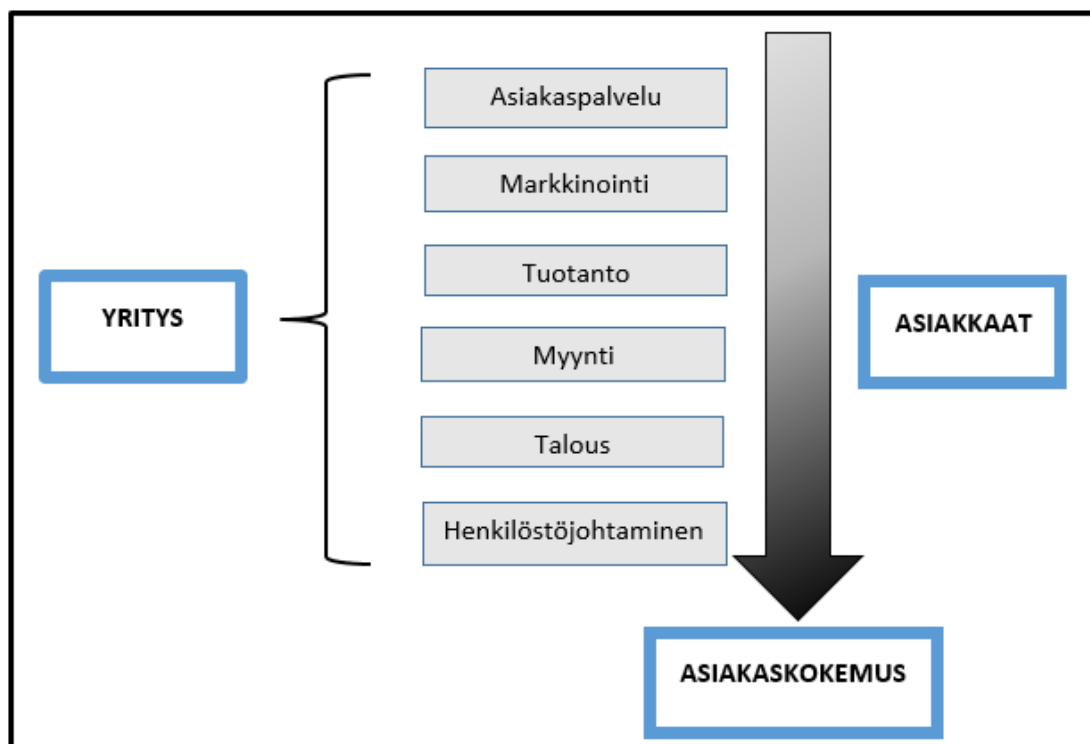 Asiakaspalvelu
Markkinointi
Tuotanto
YRITYS
ASIAKKAAT
Myynti
Talous
Henkilöstöjohtaminen
ASIAKASKOKEMUS